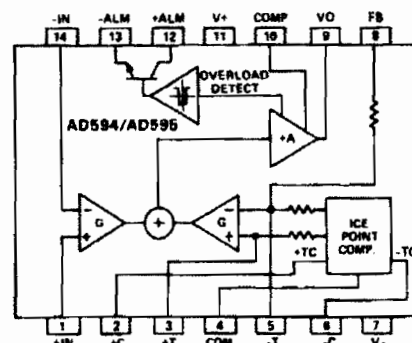 -IN -ALM +ALM V+ COMP VO FB
14 13 12 11 10 9 8
OVERLOAD
DETECT
AD594/AD595
+A
G
+
G
- +
- +
ICE
POINT
COMP.
+TC
-TC
1 2 3 4 5 6 7
+IN +C +T COM -T -C V-